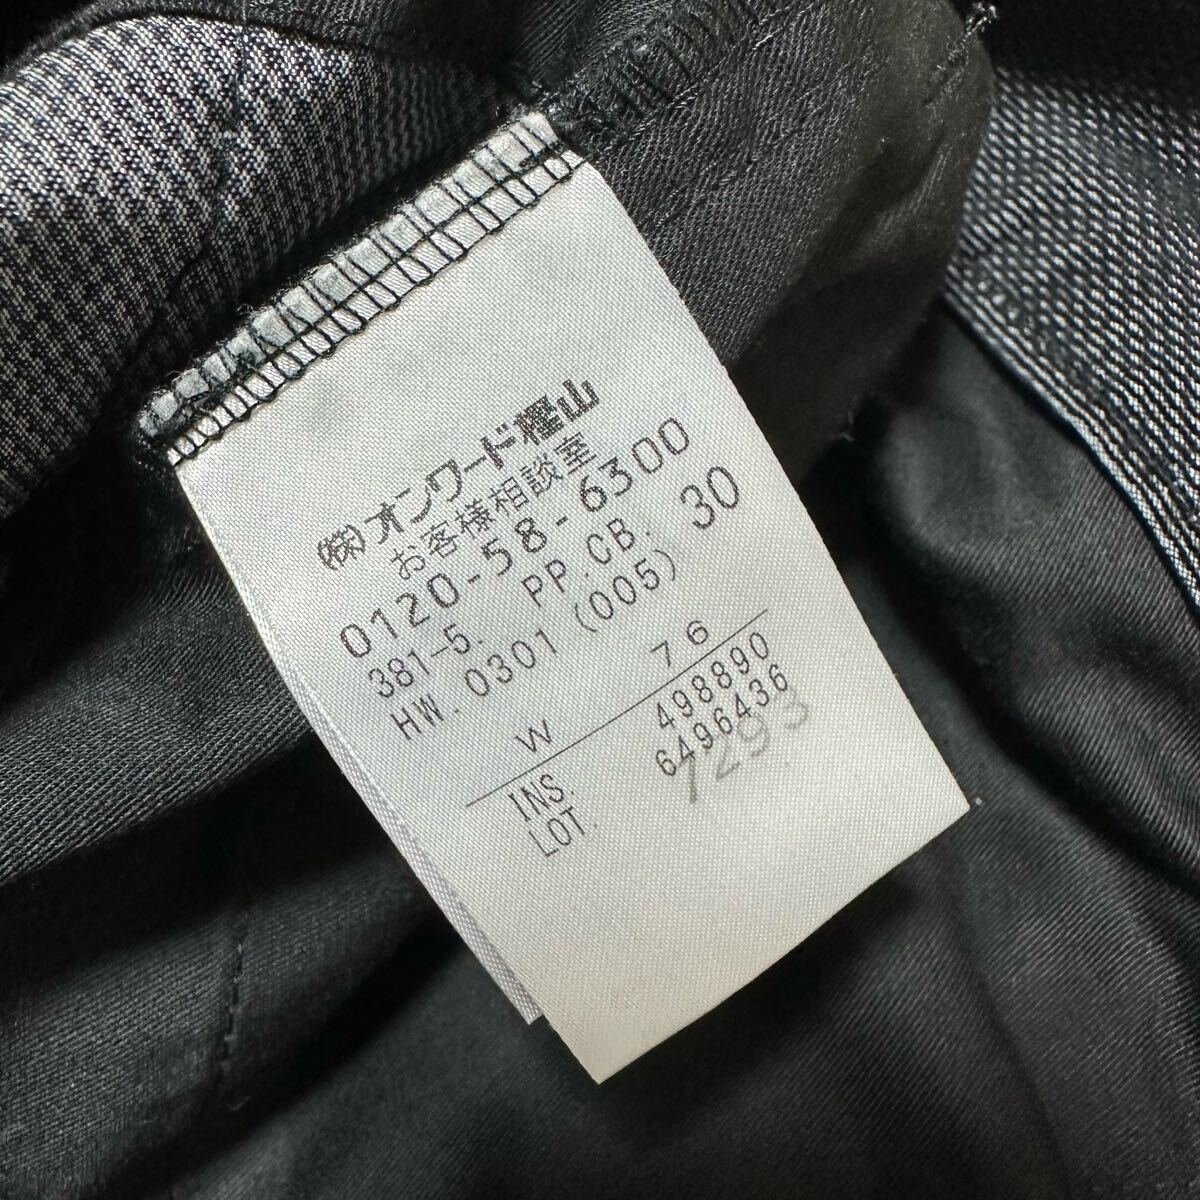 ㈱オンワード樫山
お客様相談室
0120-58-6300
381-5. PP.CB. 30
HW. 0301 (005)
W 76
INS. 498890
LOT. 6496436
7293